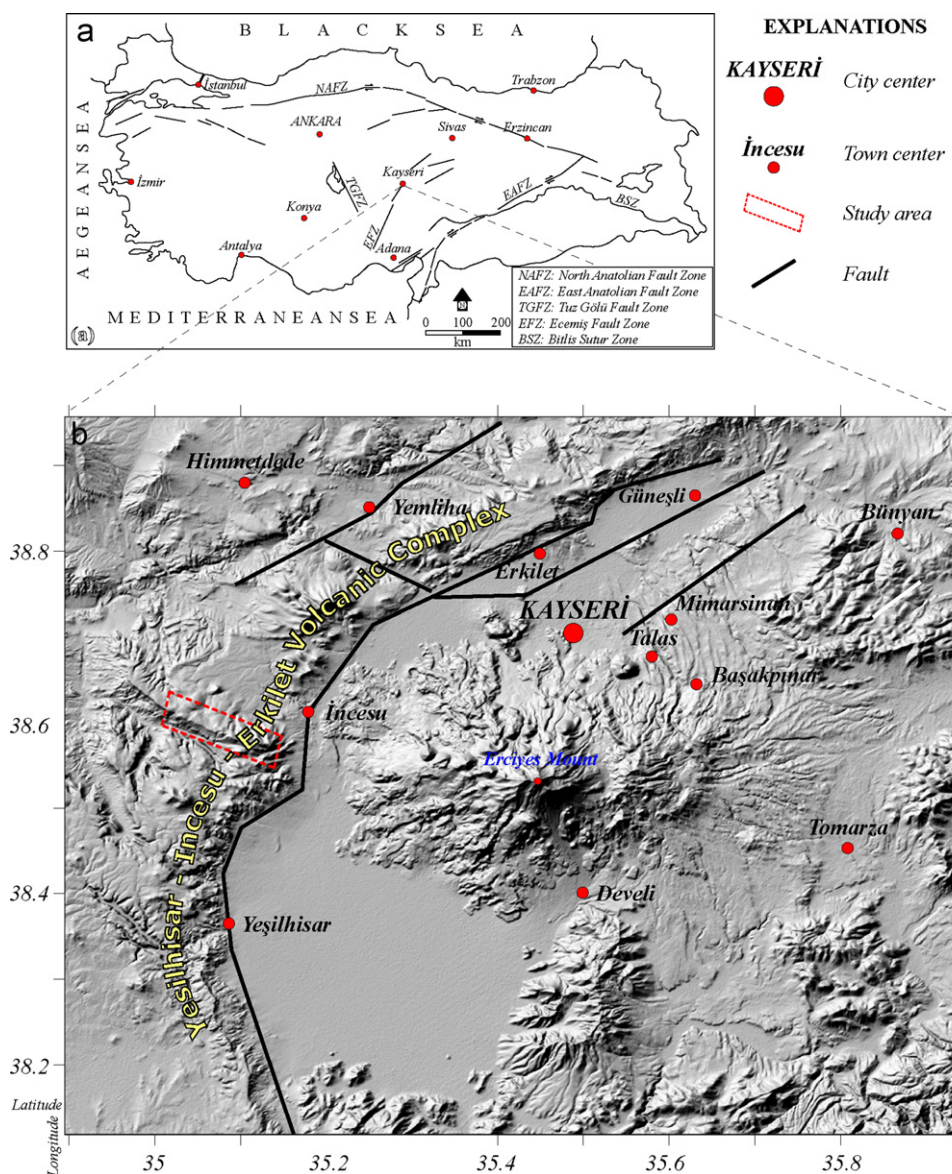 a
B L A C K S E A
EXPLANATIONS
KAYSERİ
City center
İncesu
Town center
Study area
Fault
İstanbul
NAFZ
Trabzon
ANKARA
Sivas
Erzincan
AEGEANSEA
İzmir
Kayseri
TGFZ
EAFZ
BSZ
Konya
EFZ
Antalya
Adana
MEDITERRANEANSEA
(a)
0 100 200
km
NAFZ: North Anatolian Fault Zone
EAFZ: East Anatolian Fault Zone
TGFZ: Tuz Gölü Fault Zone
EFZ: Ecemiş Fault Zone
BSZ: Bitlis Sutur Zone
b
Himmetdede
Yemliha
Güneşli
Bünyan
38.8
Erkilet
KAYSERİ
Mimarsinan
Talas
Başakpınar
38.6
İncesu
Erciyes Mount
Yesilhisar - Incesu - Erkilet Volcanic Complex
Tomarza
38.4
Develi
Yeşilhisar
38.2
Latitude
Longitude
35 35.2 35.4 35.6 35.8